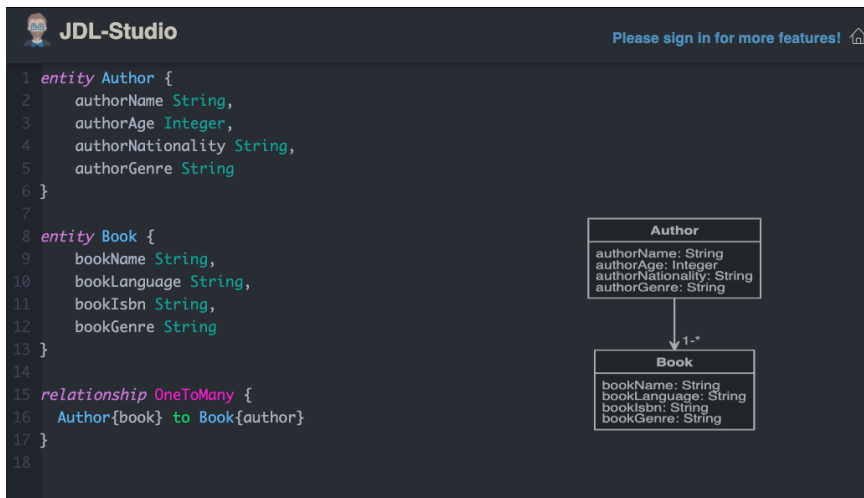 JDL-Studio
Please sign in for more features!
1 entity Author {
2     authorName String,
3     authorAge Integer,
4     authorNationality String,
5     authorGenre String
6 }
7
8 entity Book {
9     bookName String,
10     bookLanguage String,
11     bookIsbn String,
12     bookGenre String
13 }
14
15 relationship OneToMany {
16   Author{book} to Book{author}
17 }
18
Author
authorName: String
authorAge: Integer
authorNationality: String
authorGenre: String
1-*
Book
bookName: String
bookLanguage: String
bookIsbn: String
bookGenre: String